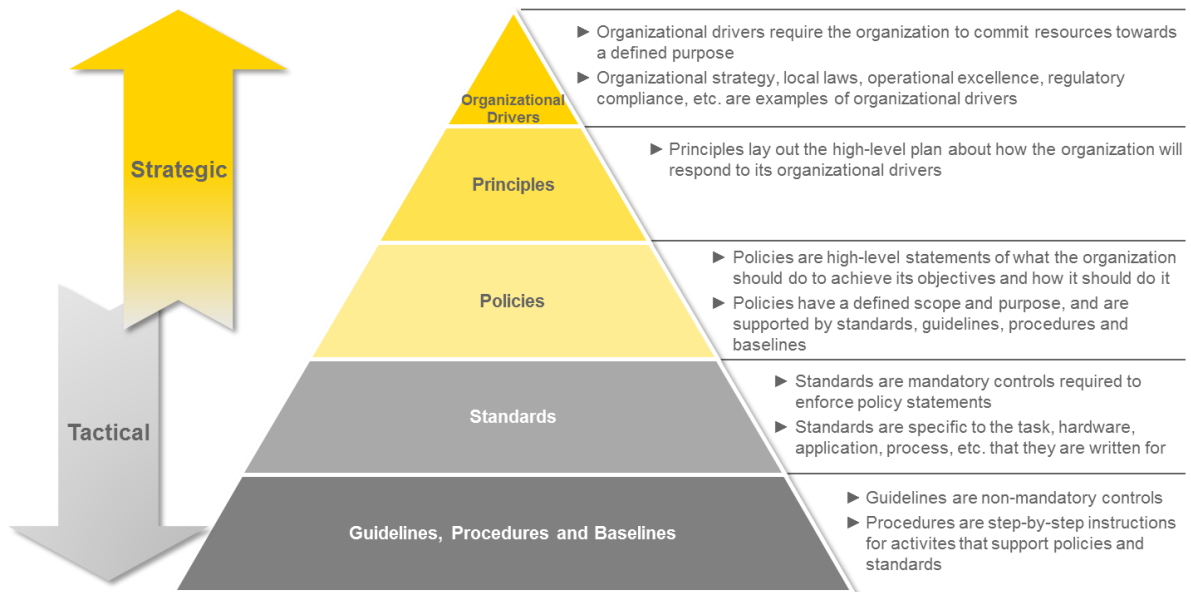 ► Organizational drivers require the organization to commit resources towards
a defined purpose
► Organizational strategy, local laws, operational excellence, regulatory
compliance, etc. are examples of organizational drivers
Organizational
Drivers
Strategic
► Principles lay out the high-level plan about how the organization will
respond to its organizational drivers
Principles
► Policies are high-level statements of what the organization
should do to achieve its objectives and how it should do it
► Policies have a defined scope and purpose, and are
supported by standards, guidelines, procedures and
baselines
Policies
► Standards are mandatory controls required to
enforce policy statements
► Standards are specific to the task, hardware,
application, process, etc. that they are written for
Standards
Tactical
► Guidelines are non-mandatory controls
► Procedures are step-by-step instructions
for activites that support policies and
standards
Guidelines, Procedures and Baselines